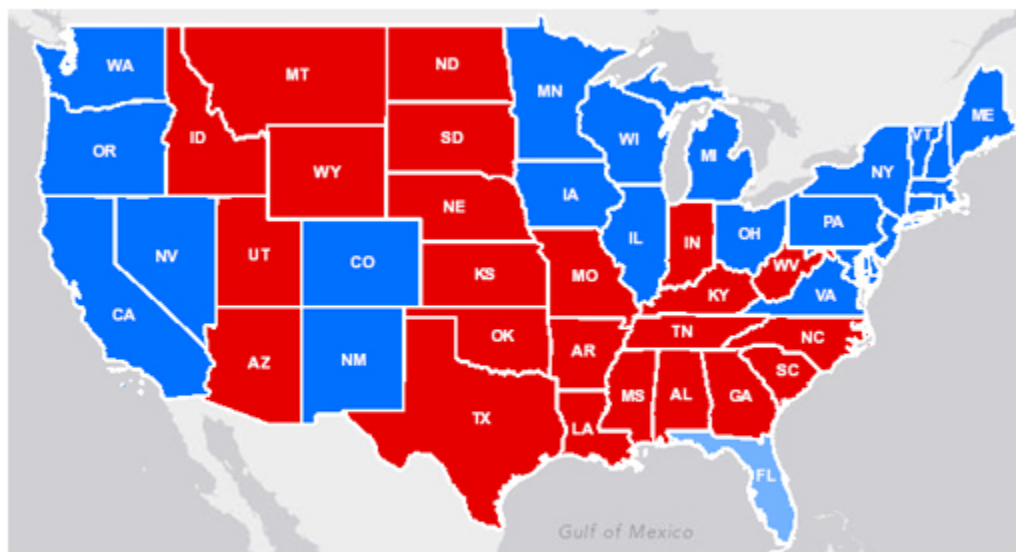 WA
MT
ND
MN
ME
VT
OR
ID
SD
WI
MI
NY
WY
NE
IA
PA
NV
UT
CO
IL
IN
OH
WV
KS
MO
KY
VA
CA
AZ
NM
OK
AR
TN
NC
SC
MS
AL
GA
TX
LA
FL
Gulf of Mexico